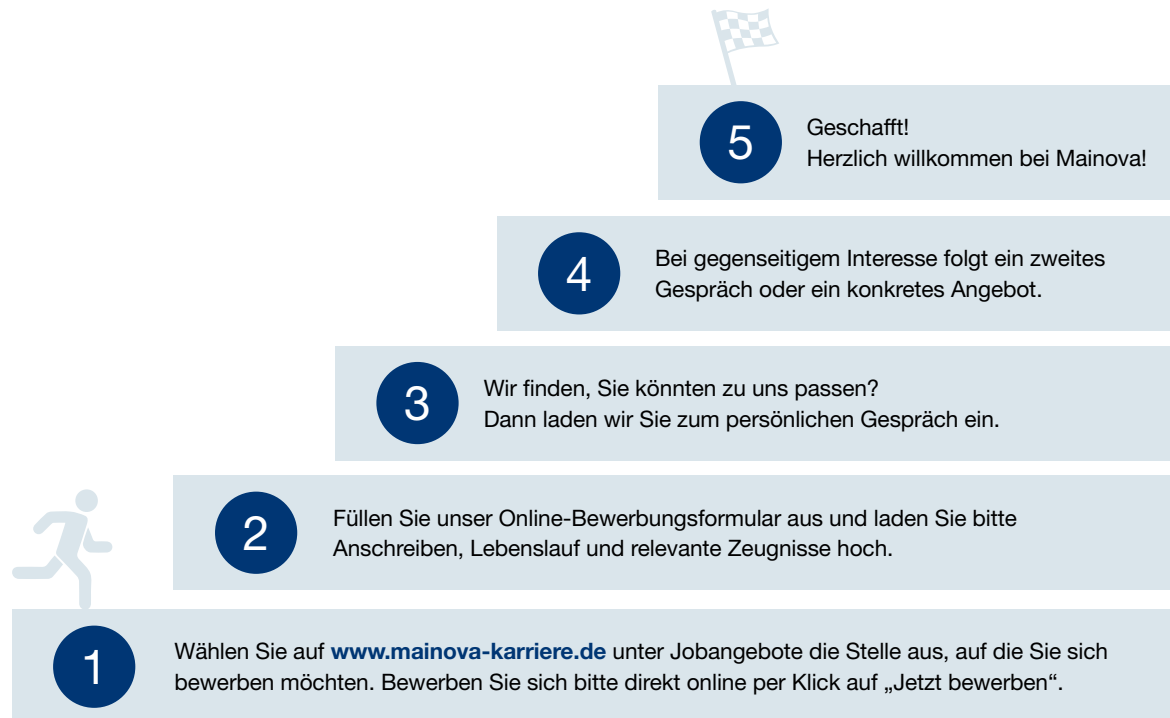 5
Geschafft!
Herzlich willkommen bei Mainova!
4
Bei gegenseitigem Interesse folgt ein zweites
Gespräch oder ein konkretes Angebot.
3
Wir finden, Sie könnten zu uns passen?
Dann laden wir Sie zum persönlichen Gespräch ein.
2
Füllen Sie unser Online-Bewerbungsformular aus und laden Sie bitte
Anschreiben, Lebenslauf und relevante Zeugnisse hoch.
1
Wählen Sie auf www.mainova-karriere.de unter Jobangebote die Stelle aus, auf die Sie sich
bewerben möchten. Bewerben Sie sich bitte direkt online per Klick auf „Jetzt bewerben“.